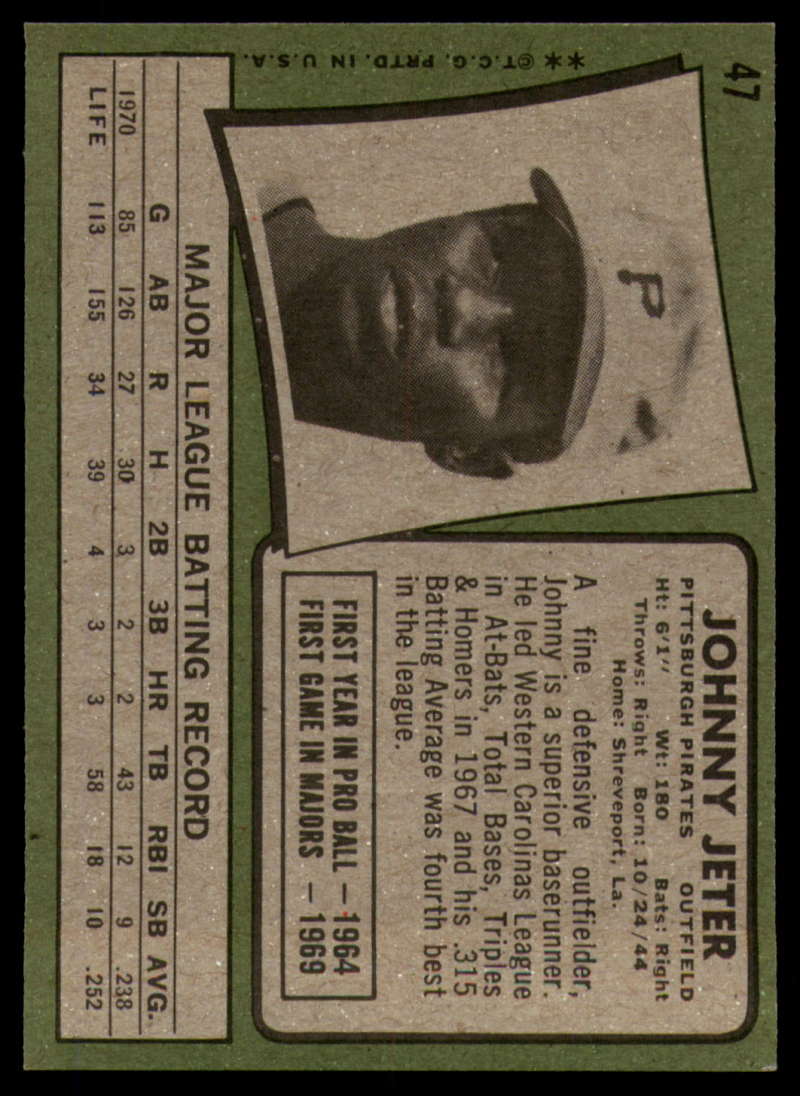 47
**©T.C.G. PRTD. IN U.S.A.
P
JOHNNY JETER
PITTSBURGH PIRATES OUTFIELD
Ht: 6'1" Wt: 180 Bats: Right
Throws: Right Born: 10/24/44
Home: Shreveport, La.
A fine defensive outfielder,
Johnny is a superior baserunner.
He led Western Carolinas League
in At-Bats, Total Bases, Triples
& Homers in 1967 and his .315
Batting Average was fourth best
in the league.
FIRST YEAR IN PRO BALL — 1964
FIRST GAME IN MAJORS — 1969
MAJOR LEAGUE BATTING RECORD
G AB R H 2B 3B HR TB RBI SB AVG.
1970 85 126 27 30 3 2 2 43 12 9 .238
LIFE 113 155 34 39 4 3 3 58 18 10 .252